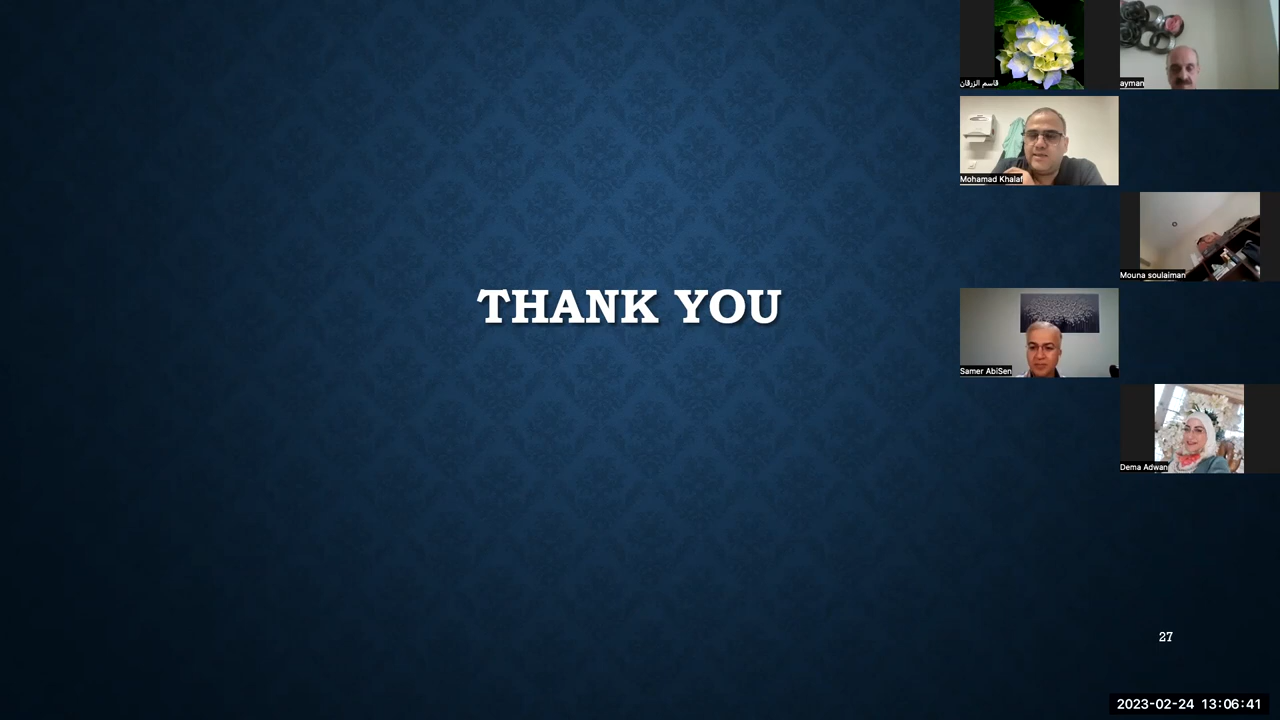 قاسم الزرقان
ayman
Mohamad Khalaf
Mouna soulaiman
THANK YOU
Samer AbiSen
Dema Adwan
27
2023-02-24 13:06:41